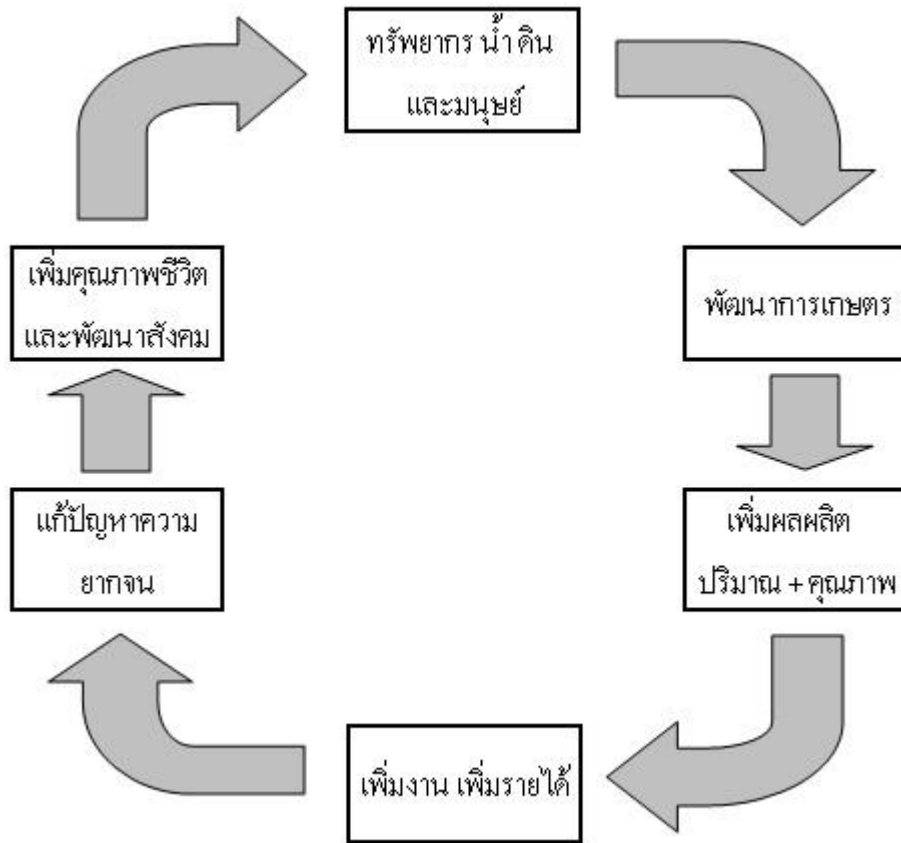 ทรัพยากร น้ำ ดิน
และมนุษย์
พัฒนาการเกษตร
เพิ่มผลผลิต
ปริมาณ + คุณภาพ
เพิ่มงาน เพิ่มรายได้
แก้ปัญหาความ
ยากจน
เพิ่มคุณภาพชีวิต
และพัฒนาสังคม